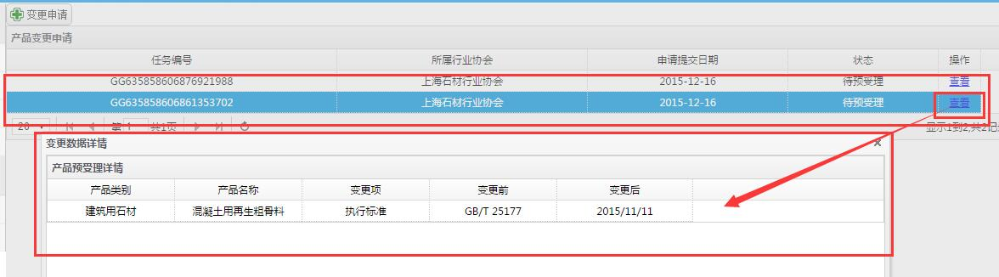 变更申请
产品变更申请
任务编号 所属行业协会 申请提交日期 状态 操作
GG635858606876921988 上海石材行业协会 2015-12-16 待预受理 查看
GG635858606861353702 上海石材行业协会 2015-12-16 待预受理 查看
20 第 1 共1页 显示1到2,共2记
变更数据详情
产品预受理详情
产品类别 产品名称 变更项 变更前 变更后
建筑用石材 混凝土用再生粗骨料 执行标准 GB/T 25177 2015/11/11